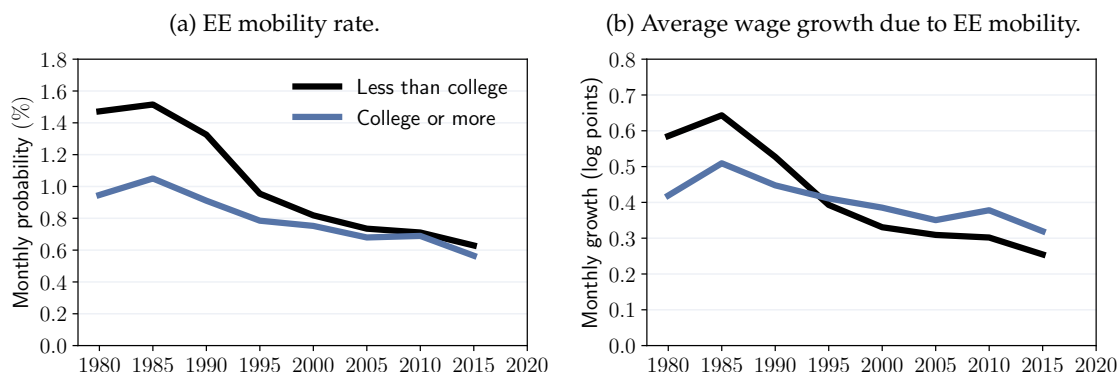 (a) EE mobility rate.
Monthly probability (%)
1.8
1.6
1.4
1.2
1.0
0.8
0.6
0.4
0.2
0.0
Less than college
College or more
1980 1985 1990 1995 2000 2005 2010 2015 2020
(b) Average wage growth due to EE mobility.
Monthly growth (log points)
0.8
0.7
0.6
0.5
0.4
0.3
0.2
0.1
0.0
1980 1985 1990 1995 2000 2005 2010 2015 2020